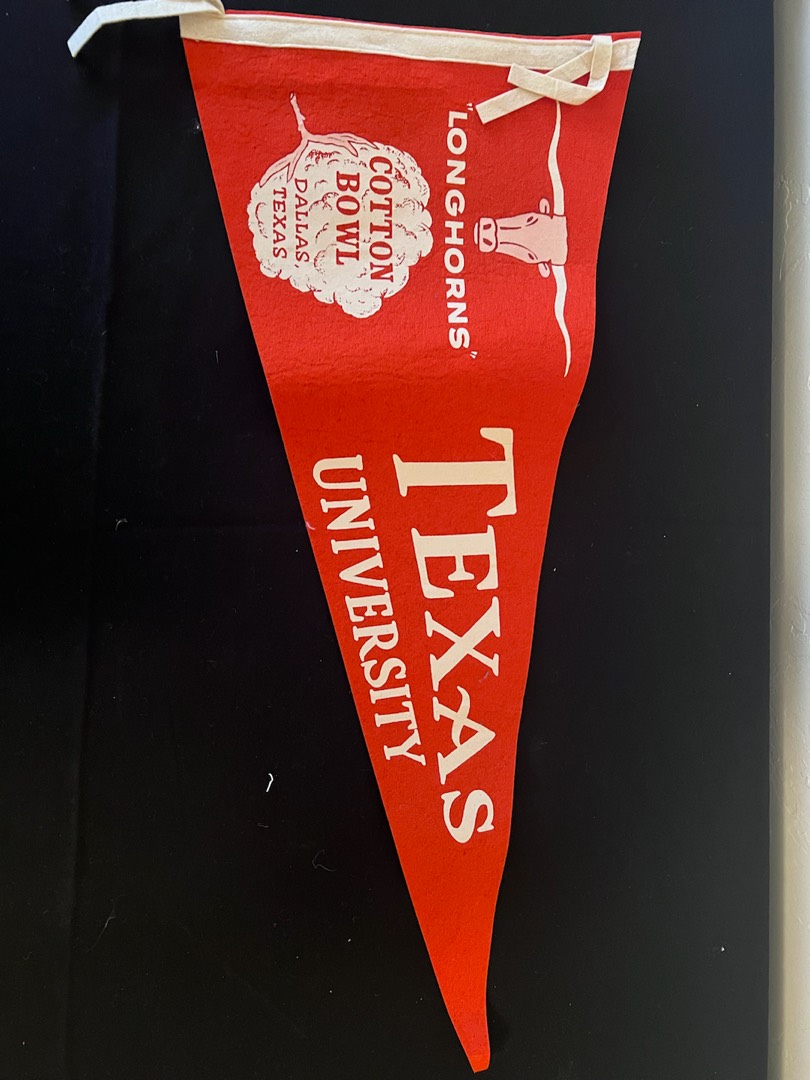 "LONGHORNS"
COTTON
BOWL
DALLAS,
TEXAS
TEXAS
UNIVERSITY